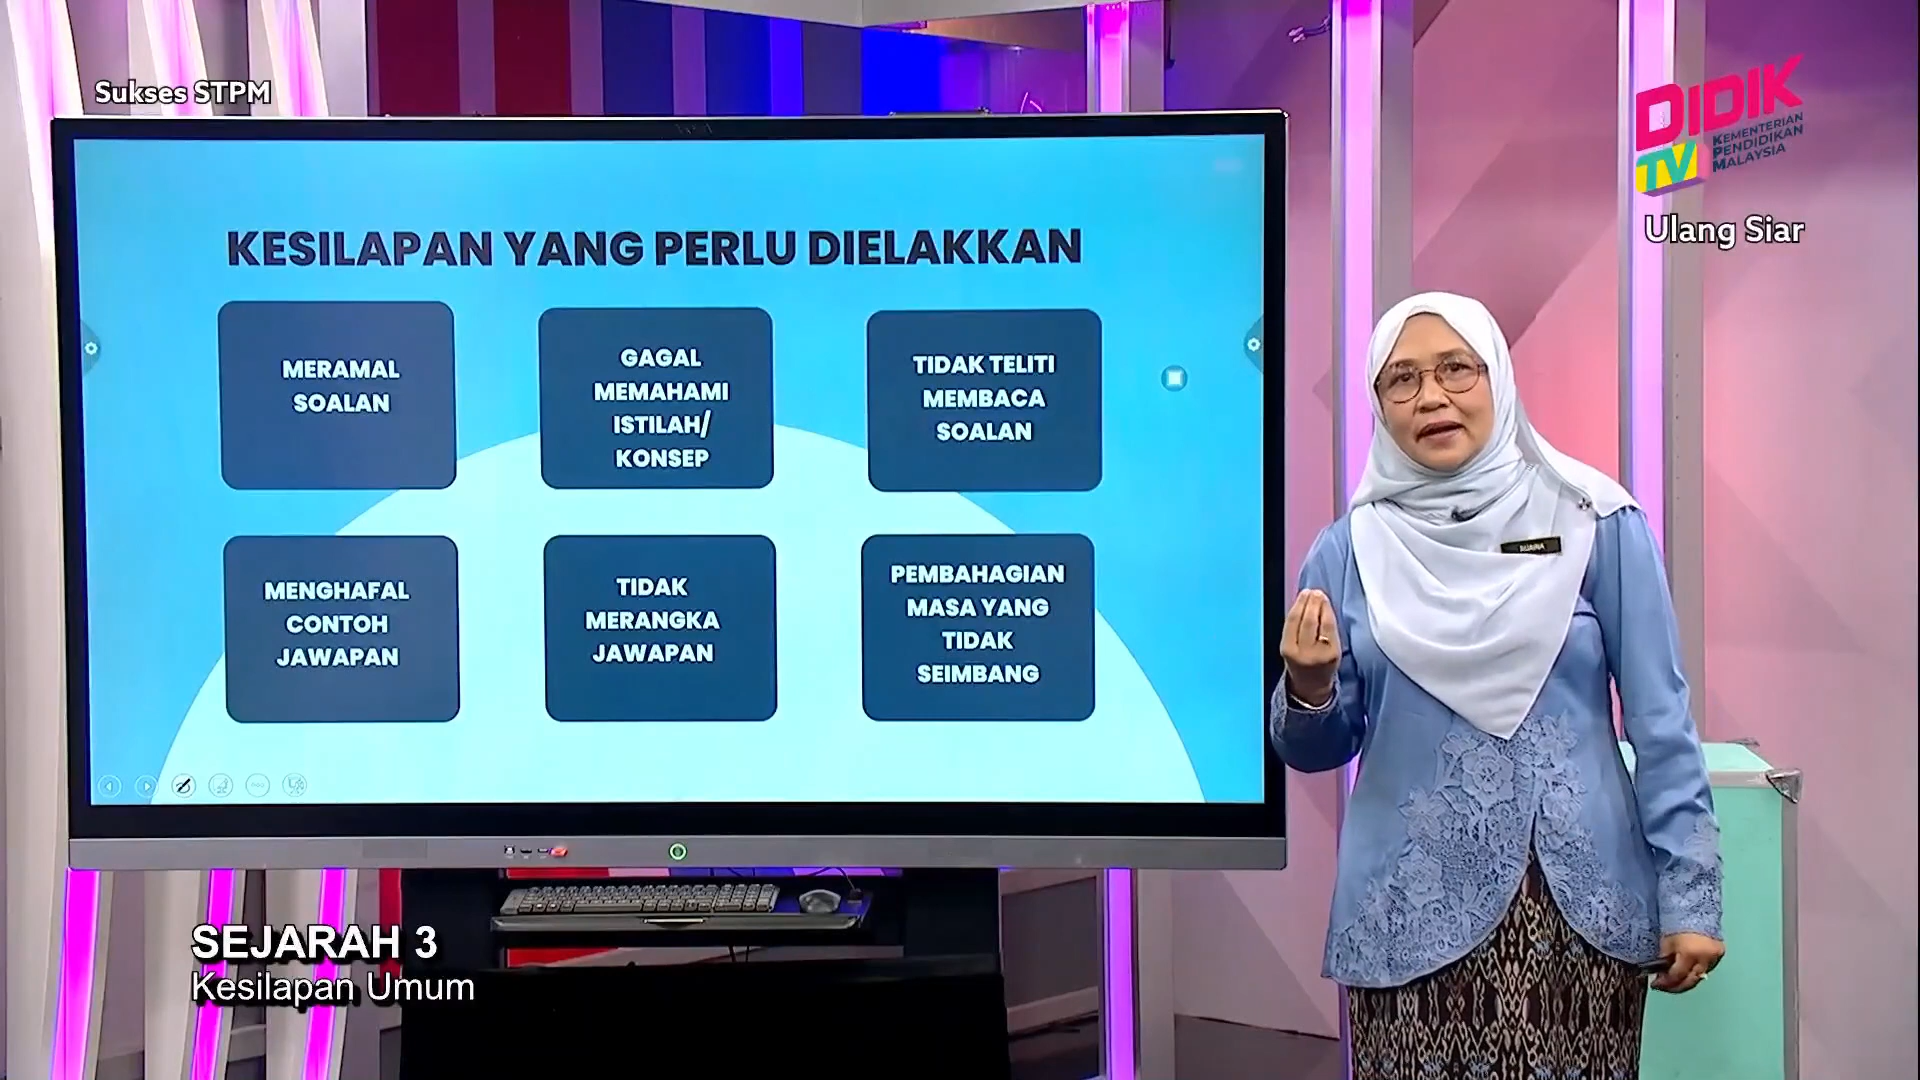 Sukses STPM
DIDIK
TV
KEMENTERIAN
PENDIDIKAN
MALAYSIA
Ulang Siar
KESILAPAN YANG PERLU DIELAKKAN
MERAMAL
SOALAN
GAGAL
MEMAHAMI
ISTILAH/
KONSEP
TIDAK TELITI
MEMBACA
SOALAN
MENGHAFAL
CONTOH
JAWAPAN
TIDAK
MERANGKA
JAWAPAN
PEMBAHAGIAN
MASA YANG
TIDAK
SEIMBANG
SEJARAH 3
Kesilapan Umum